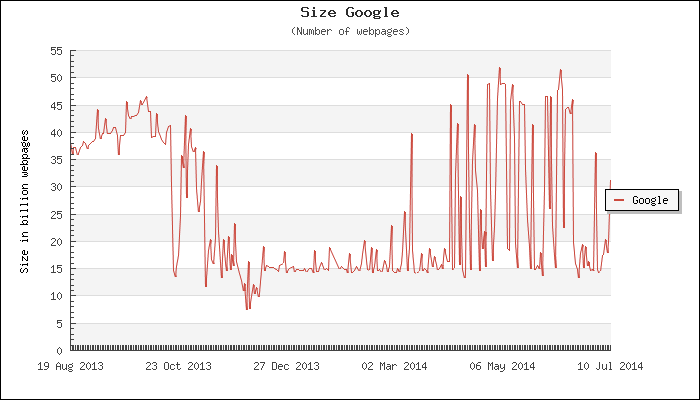 Size Google
(Number of webpages)
55
50
45
40
35
30
25
20
15
10
5
0
Size in billion webpages
Google
19 Aug 2013 23 Oct 2013 27 Dec 2013 02 Mar 2014 06 May 2014 10 Jul 2014